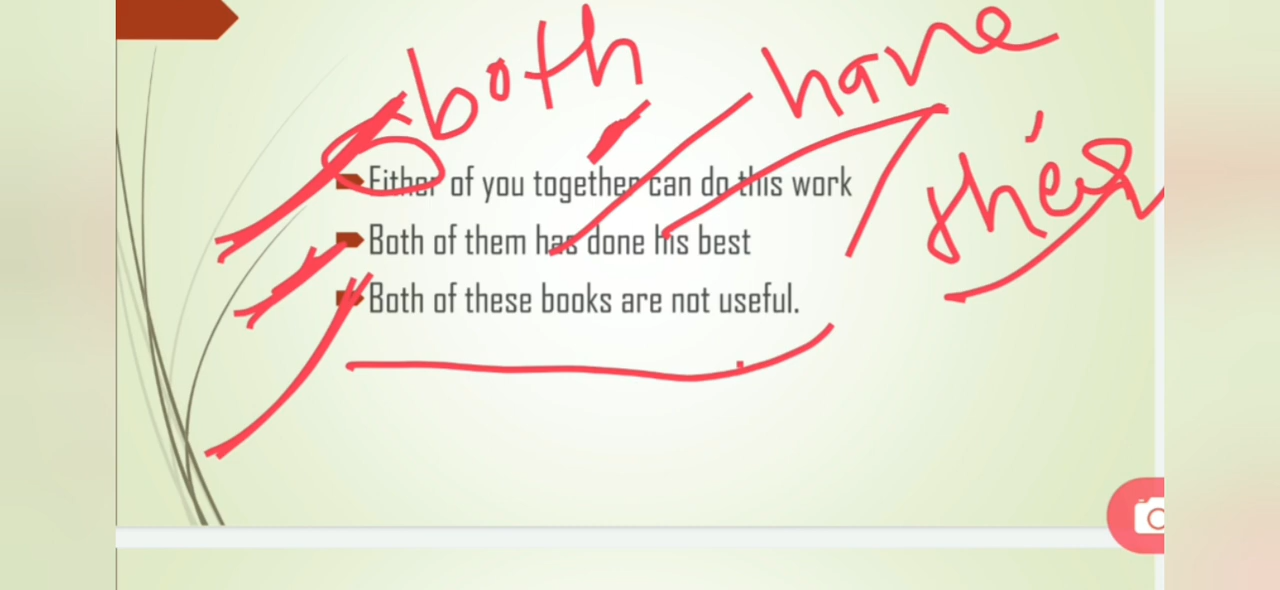 both have
their
Either of you together can do this work
Both of them has done his best
Both of these books are not useful.